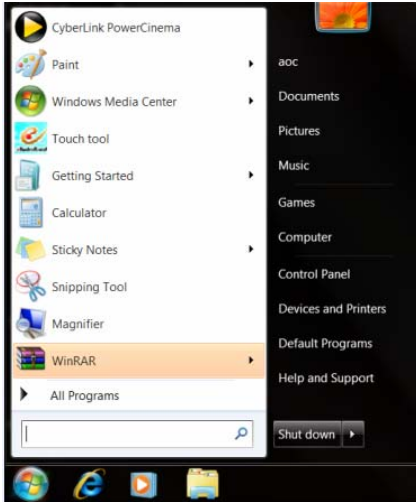 CyberLink PowerCinema
Paint
Windows Media Center
Touch tool
Getting Started
Calculator
Sticky Notes
Snipping Tool
Magnifier
WinRAR
All Programs
aoc
Documents
Pictures
Music
Games
Computer
Control Panel
Devices and Printers
Default Programs
Help and Support
Shut down